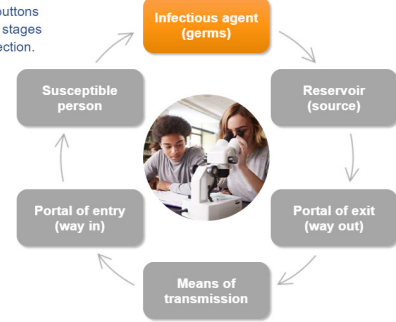 buttons
stages
ection.
Infectious agent
(germs)
Reservoir
(source)
Portal of exit
(way out)
Means of
transmission
Portal of entry
(way in)
Susceptible
person